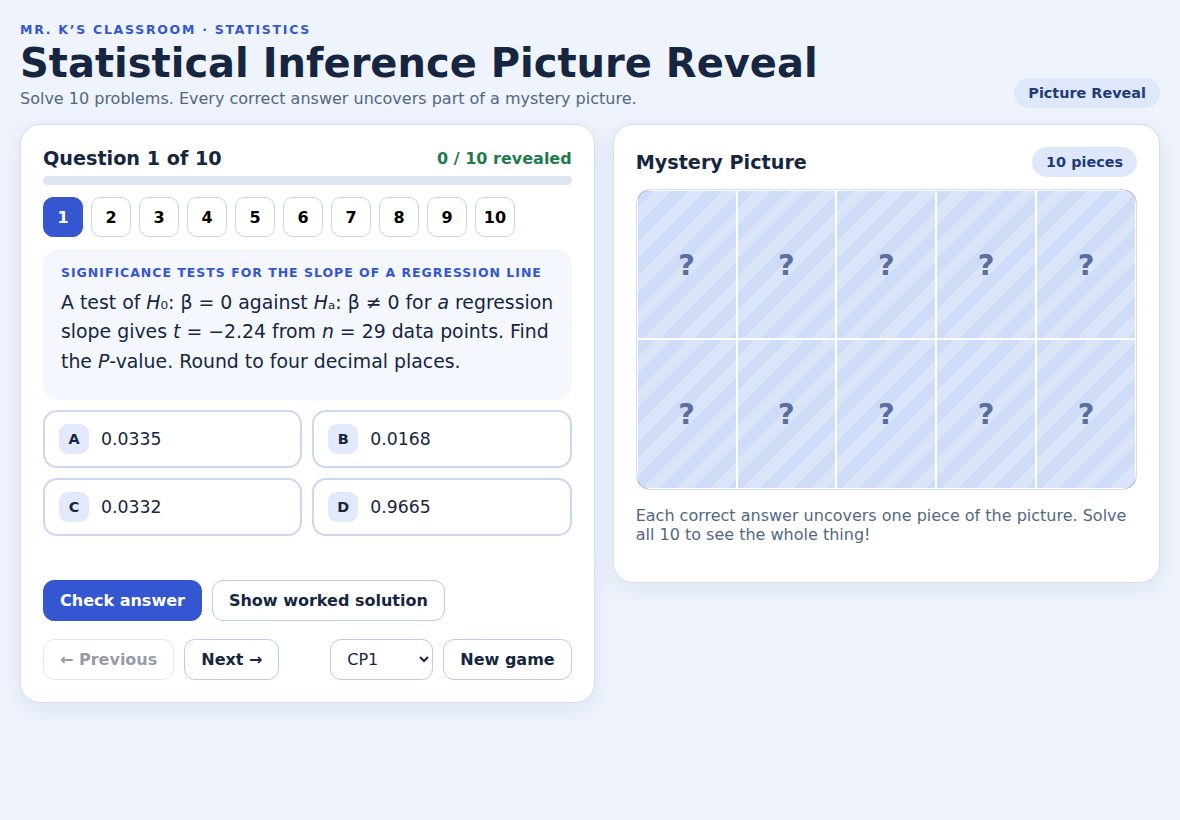 MR. K’S CLASSROOM · STATISTICS
Statistical Inference Picture Reveal
Solve 10 problems. Every correct answer uncovers part of a mystery picture.
Picture Reveal
Question 1 of 10
0 / 10 revealed
1 2 3 4 5 6 7 8 9 10
SIGNIFICANCE TESTS FOR THE SLOPE OF A REGRESSION LINE
A test of H₀: β = 0 against Hₐ: β ≠ 0 for a regression
slope gives t = −2.24 from n = 29 data points. Find
the P-value. Round to four decimal places.
A 0.0335
B 0.0168
C 0.0332
D 0.9665
Check answer
Show worked solution
← Previous
Next →
CP1
New game
Mystery Picture
10 pieces
? ? ? ? ?
? ? ? ? ?
Each correct answer uncovers one piece of the picture. Solve
all 10 to see the whole thing!